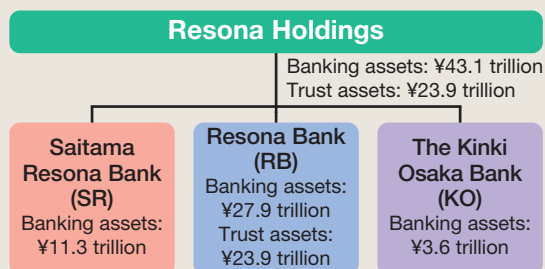 Resona Holdings
Banking assets: ¥43.1 trillion
Trust assets: ¥23.9 trillion
Saitama
Resona Bank
(SR)
Banking assets:
¥11.3 trillion
Resona Bank
(RB)
Banking assets:
¥27.9 trillion
Trust assets:
¥23.9 trillion
The Kinki
Osaka Bank
(KO)
Banking assets:
¥3.6 trillion